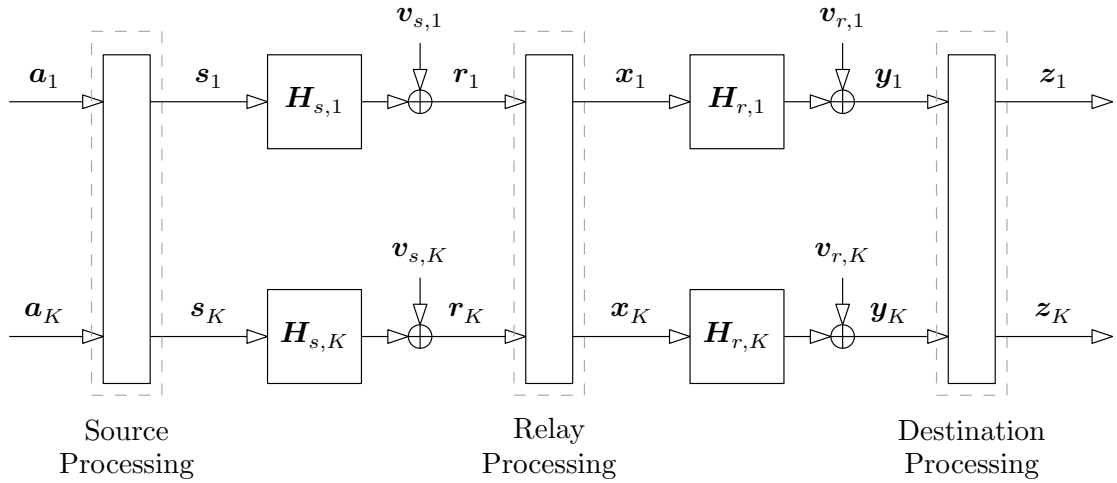 v_{s,1} v_{r,1}
a_1 s_1 H_{s,1} r_1 x_1 H_{r,1} y_1 z_1
v_{s,K} v_{r,K}
a_K s_K H_{s,K} r_K x_K H_{r,K} y_K z_K
Source Relay Destination
Processing Processing Processing